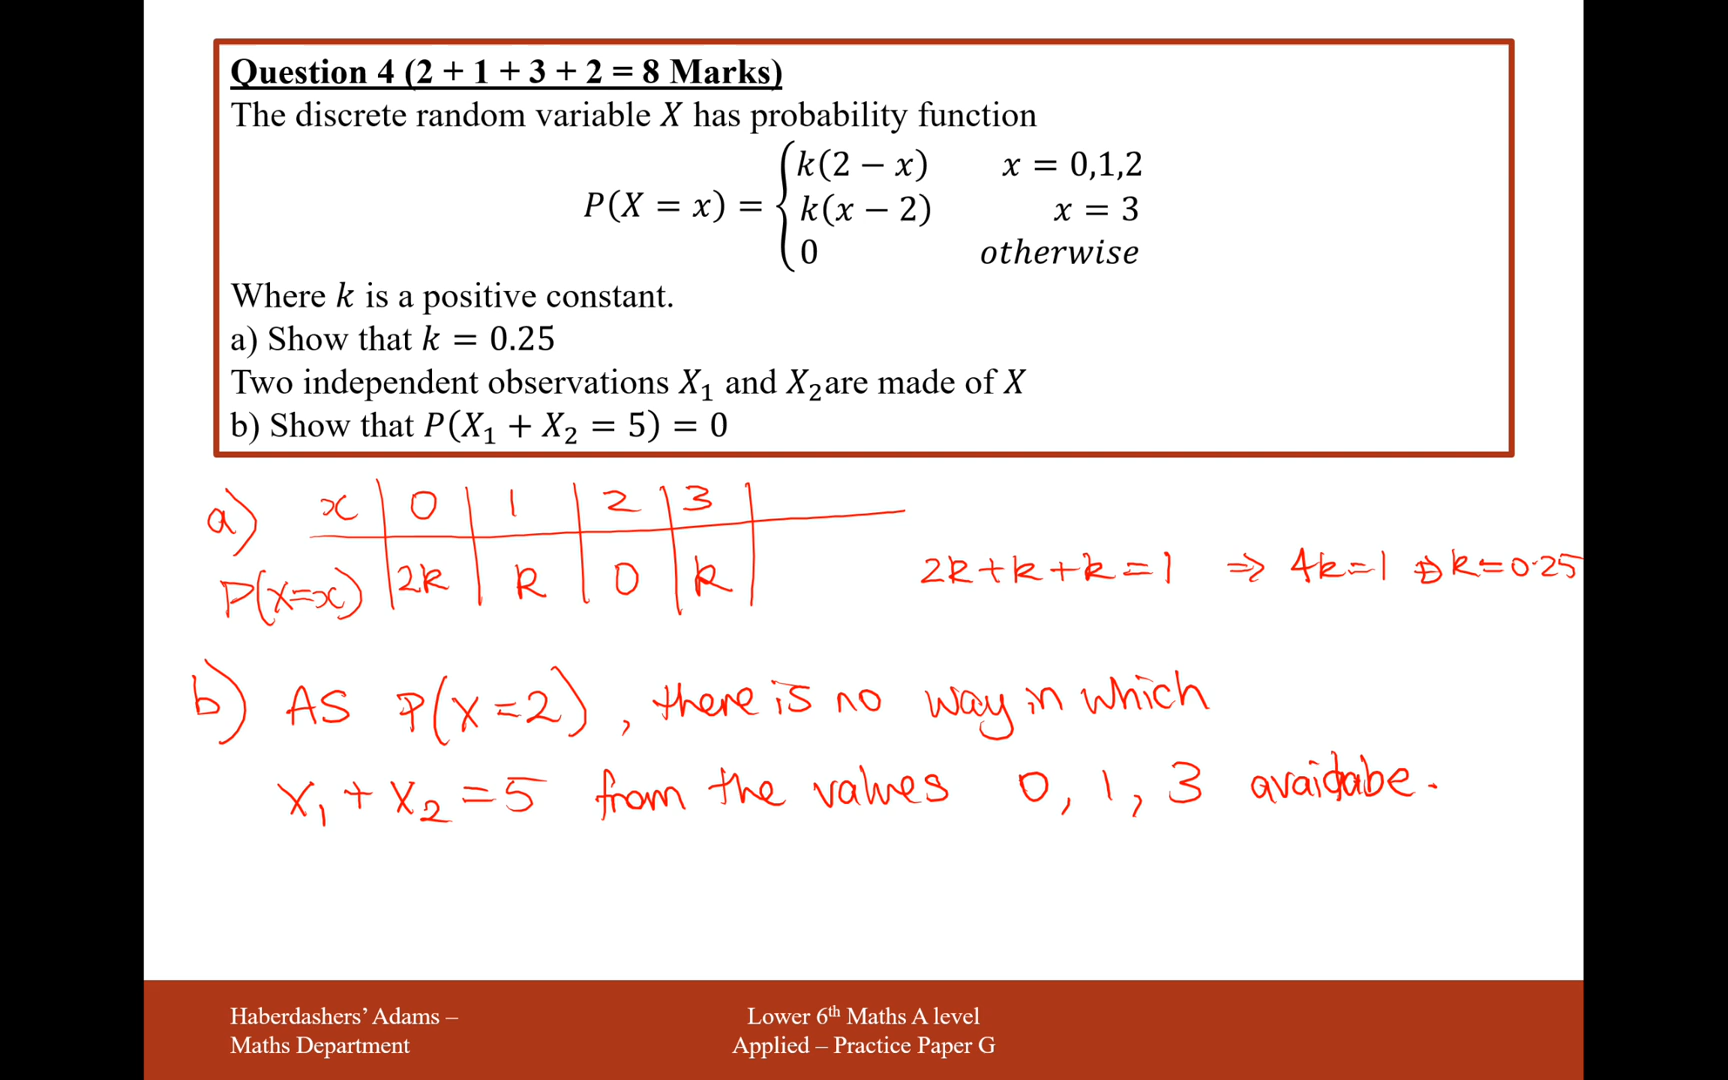 Question 4 (2 + 1 + 3 + 2 = 8 Marks)
The discrete random variable X has probability function
P(X = x) = { k(2 − x) x = 0,1,2
k(x − 2) x = 3
0 otherwise
Where k is a positive constant.
a) Show that k = 0.25
Two independent observations X₁ and X₂are made of X
b) Show that P(X₁ + X₂ = 5) = 0
a) x | 0 | 1 | 2 | 3 |
P(X=x) | 2k | k | 0 | k |
2k+k+k=1 ⇒ 4k=1 ⇒ k=0.25
b) AS P(X=2), there is no way in which
X₁ + X₂ = 5 from the values 0, 1, 3
Haberdashers' Adams –
Maths Department
Lower 6th Maths A level
Applied – Practice Paper G